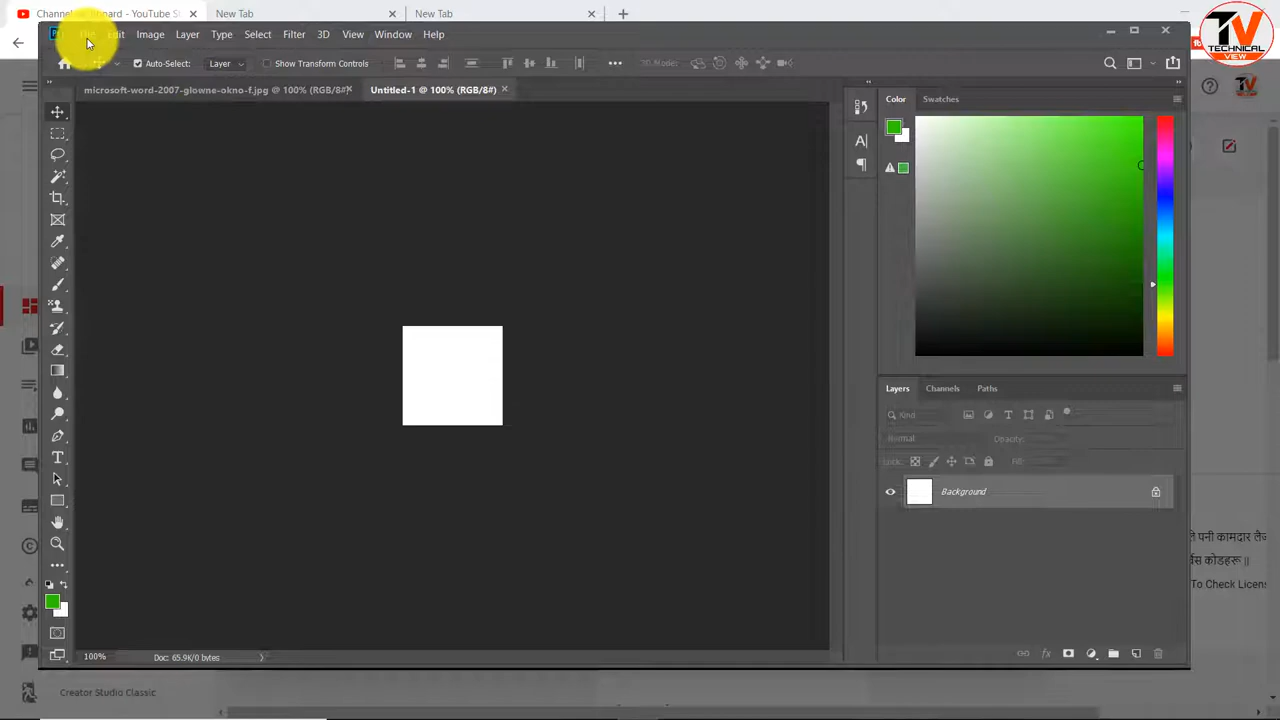 New Tab
New Tab
TV
TECHNICAL
VIEW
Edit Image Layer Type Select Filter 3D View Window Help
Auto-Select: Layer Show Transform Controls
microsoft-word-2007-glowne-okno-f.jpg @ 100% (RGB/8#) Untitled-1 @ 100% (RGB/8#)
Color Swatches
Layers Channels Paths
Kind
Normal Opacity:
Lock: Fill:
Background
100% Doc: 65.9K/0 bytes
To Check Licens
Creator Studio Classic